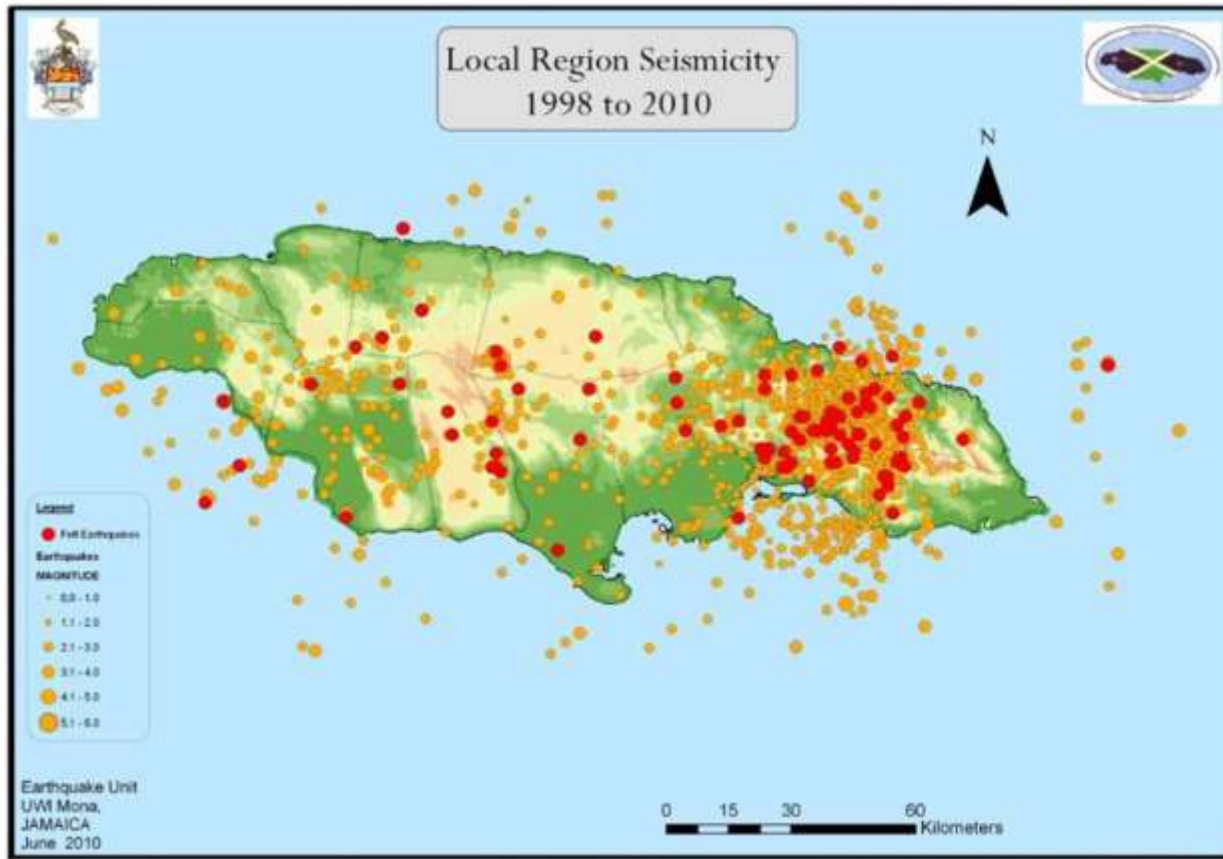 Local Region Seismicity
1998 to 2010
N
Legend
Felt Earthquakes
Earthquakes
MAGNITUDE
0.0 - 1.0
1.1 - 2.0
2.1 - 3.0
3.1 - 4.0
4.1 - 5.0
5.1 - 6.0
Earthquake Unit
UWI Mona,
JAMAICA
June 2010
0 15 30 60
Kilometers